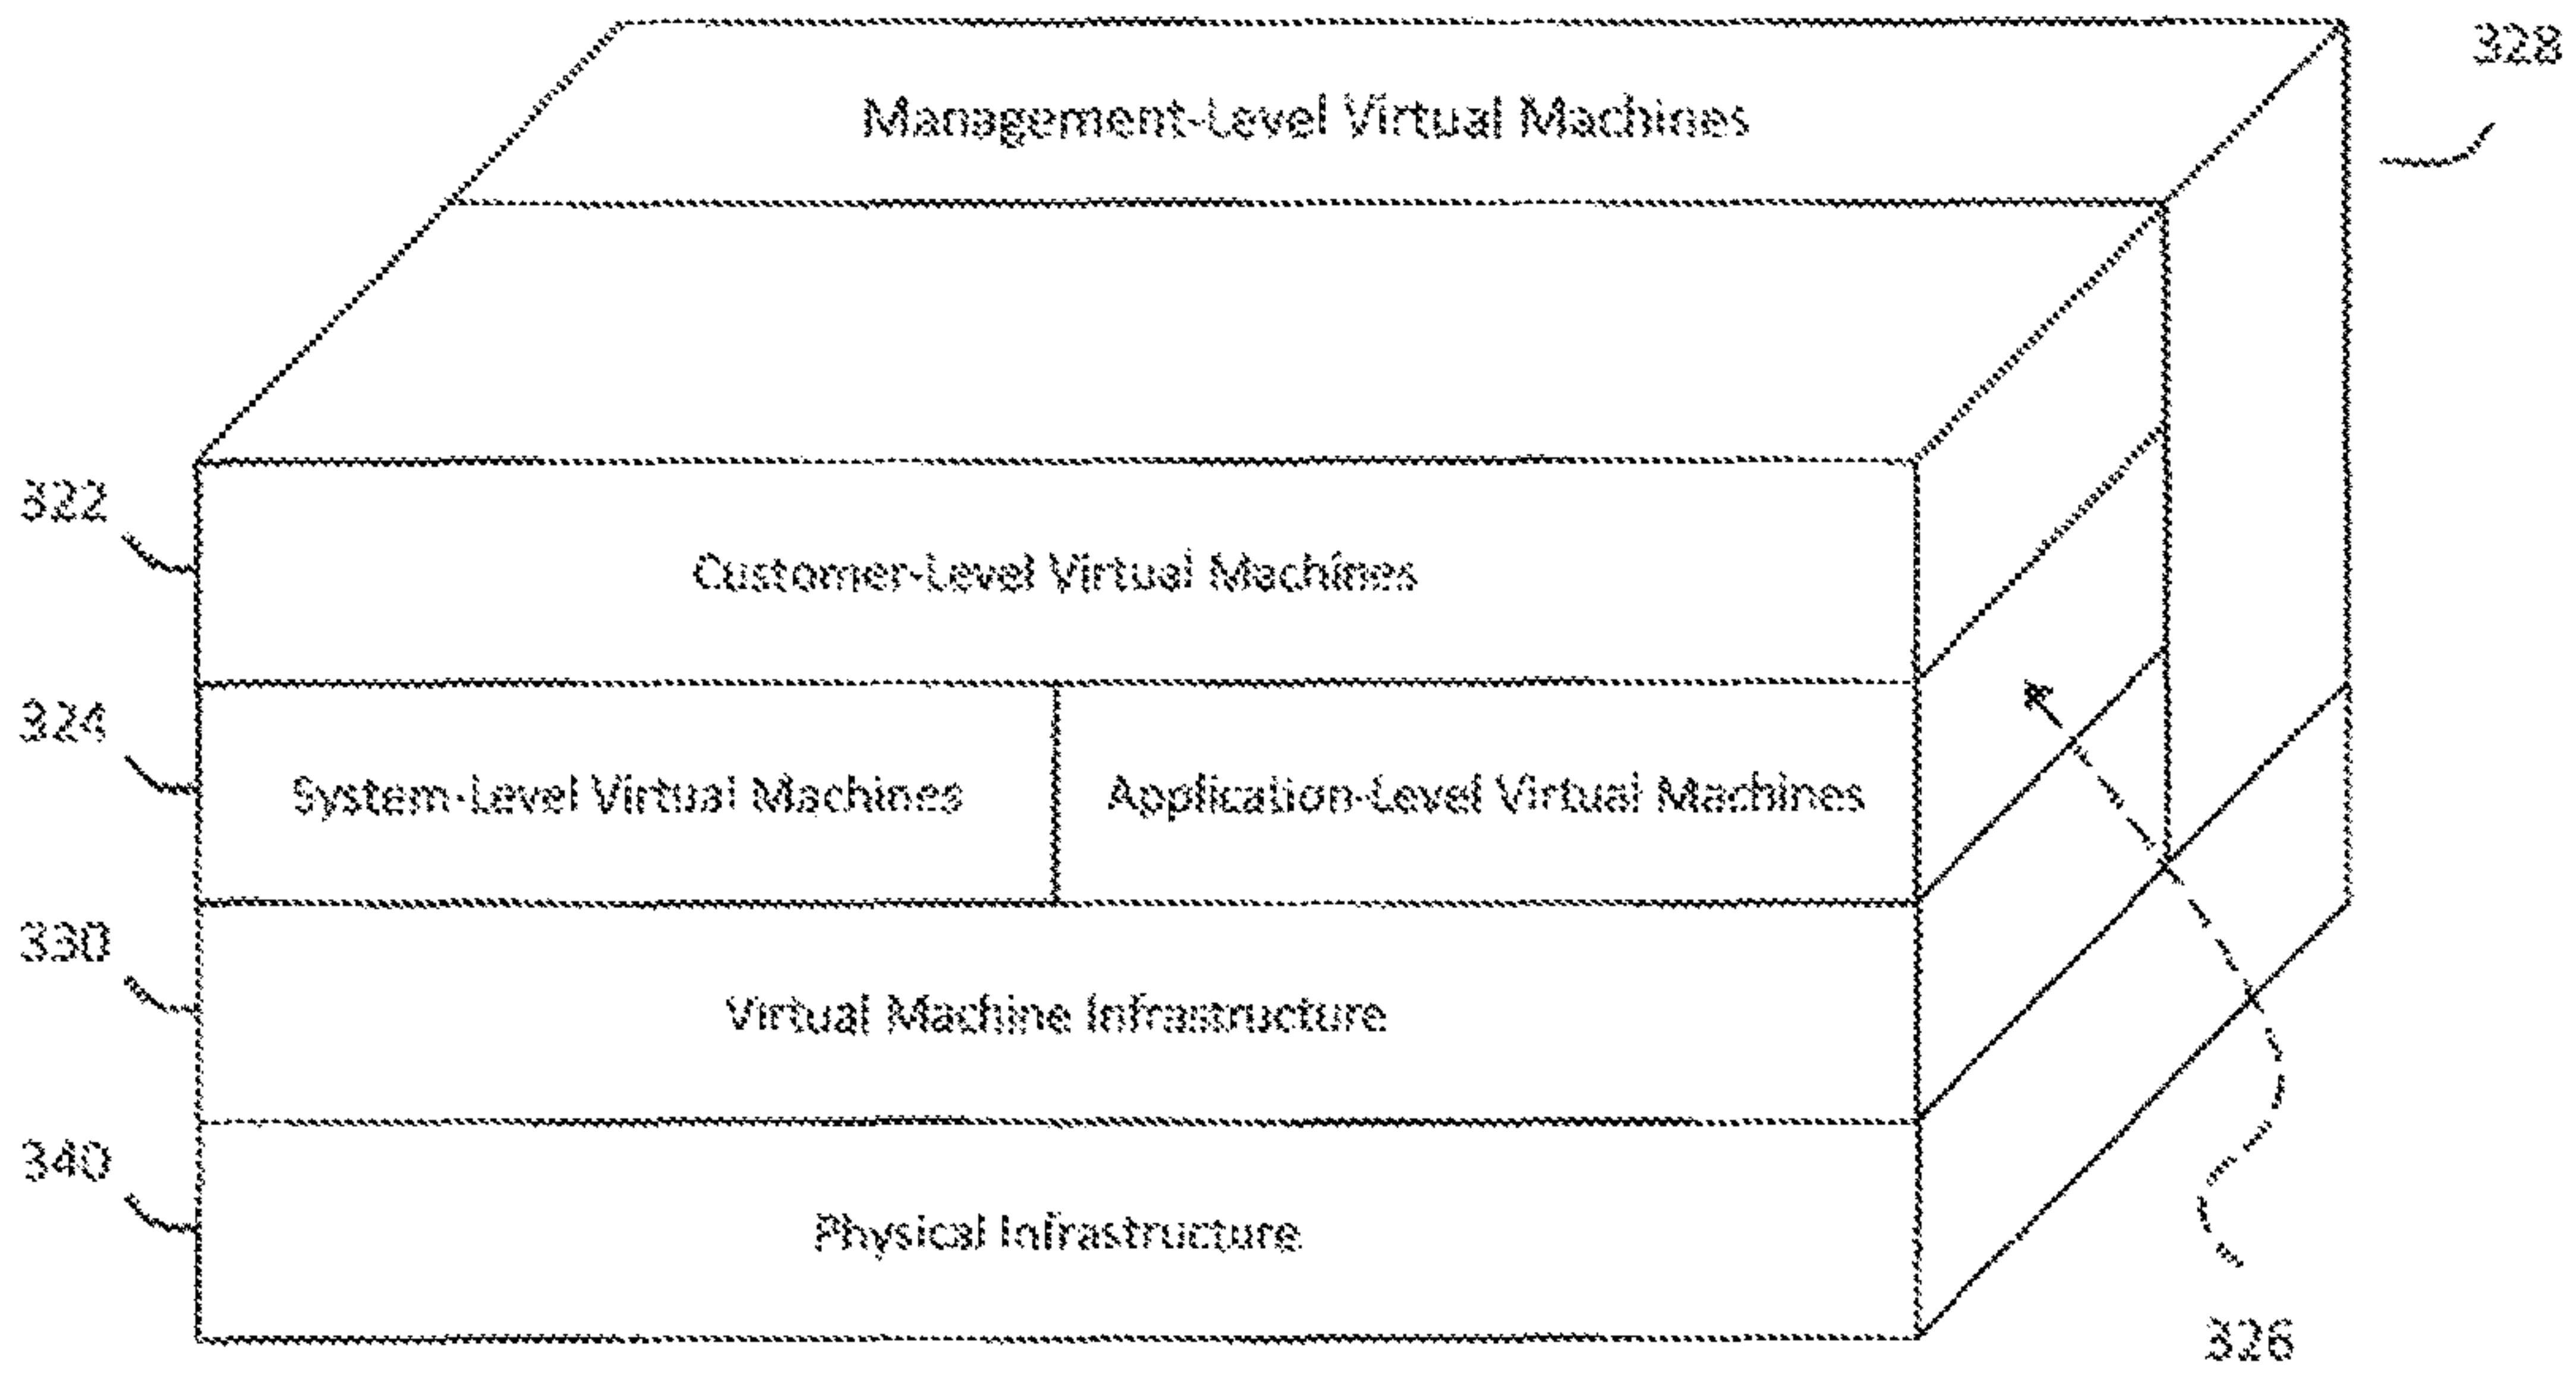 328
Management-Level Virtual Machines
322
Customer-Level Virtual Machines
324
System-Level Virtual Machines
Application-Level Virtual Machines
330
Virtual Machine Infrastructure
340
Physical Infrastructure
326